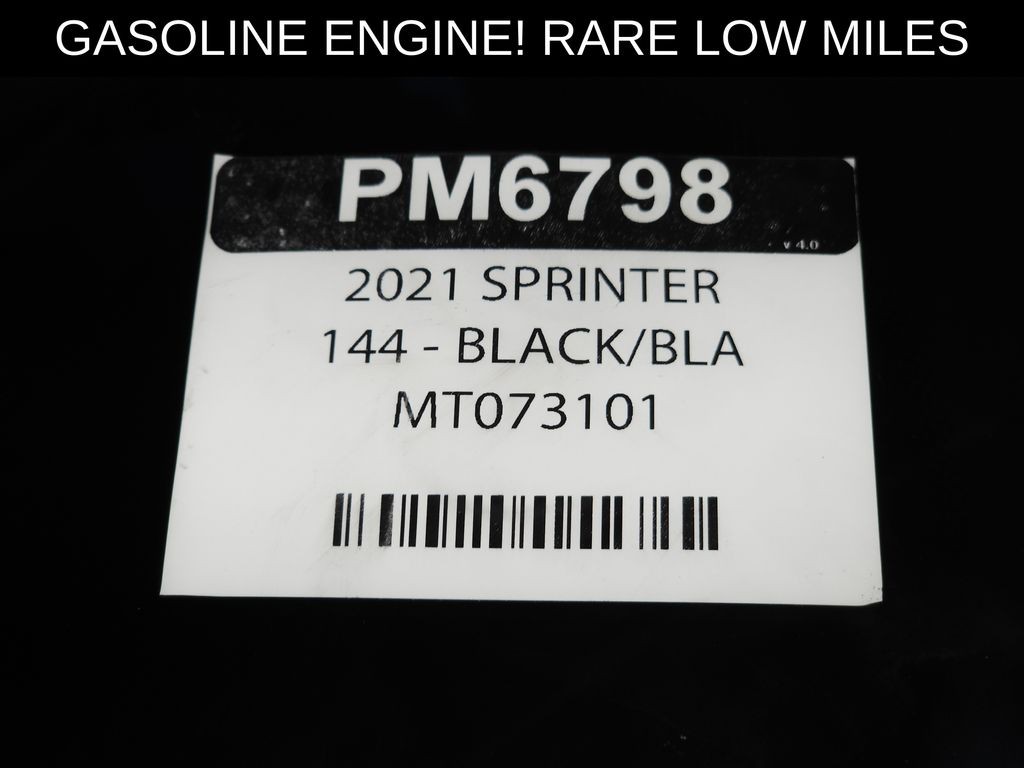 GASOLINE ENGINE! RARE LOW MILES
PM6798
v 4.0
2021 SPRINTER
144 - BLACK/BLA
MT073101